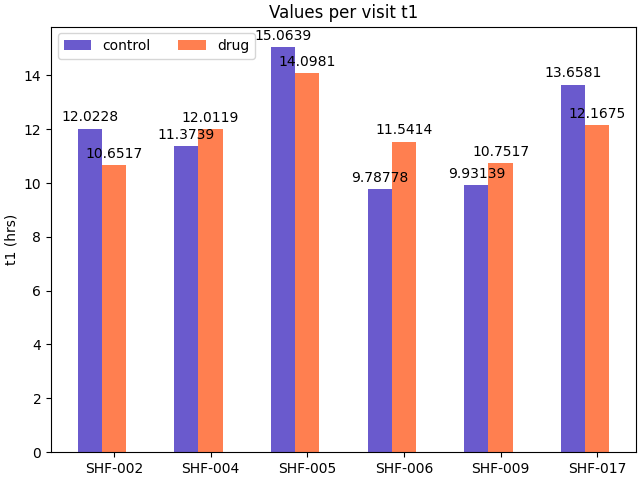 Values per visit t1
control
drug
t1 (hrs)
14
12
10
8
6
4
2
0
12.0228
10.6517
11.3739
12.0119
15.0639
14.0981
9.78778
11.5414
9.93139
10.7517
13.6581
12.1675
SHF-002
SHF-004
SHF-005
SHF-006
SHF-009
SHF-017